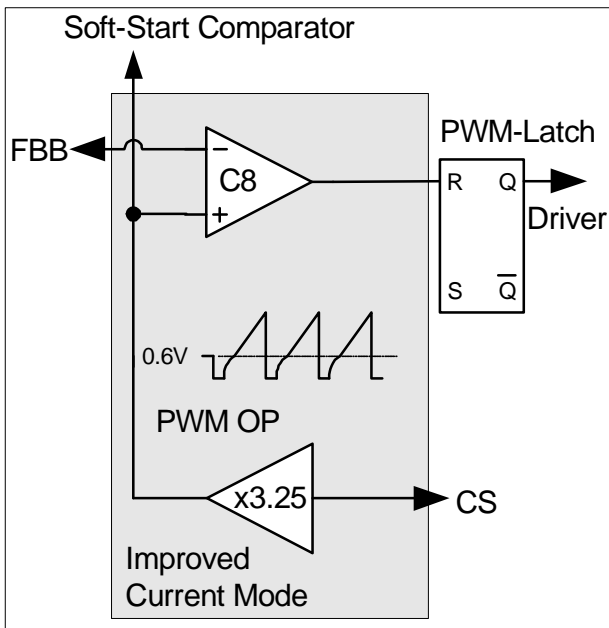 Soft-Start Comparator
FBB
PWM-Latch
−
C8
+
R Q
Driver
S Q̅
0.6V
PWM OP
x3.25
CS
Improved
Current Mode